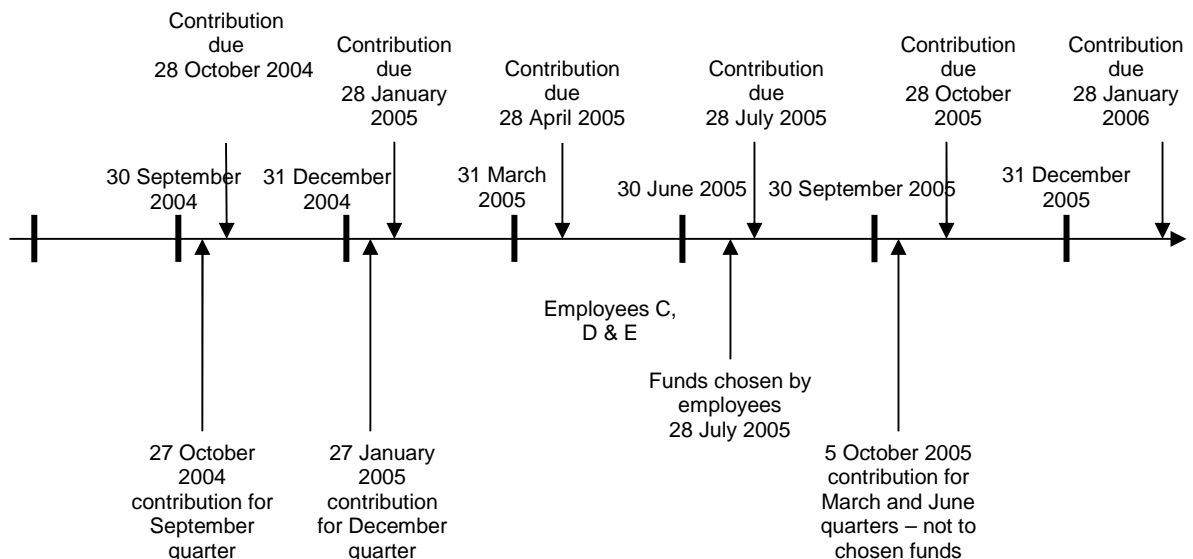 Contribution
due
28 October 2004
Contribution
due
28 January
2005
Contribution
due
28 April 2005
Contribution
due
28 July 2005
Contribution
due
28 October
2005
Contribution
due
28 January
2006
30 September
2004
31 December
2004
31 March
2005
30 June 2005
30 September 2005
31 December
2005
Employees C,
D & E
Funds chosen by
employees
28 July 2005
27 October
2004
contribution for
September
quarter
27 January
2005
contribution
for December
quarter
5 October 2005
contribution for
March and June
quarters – not to
chosen funds